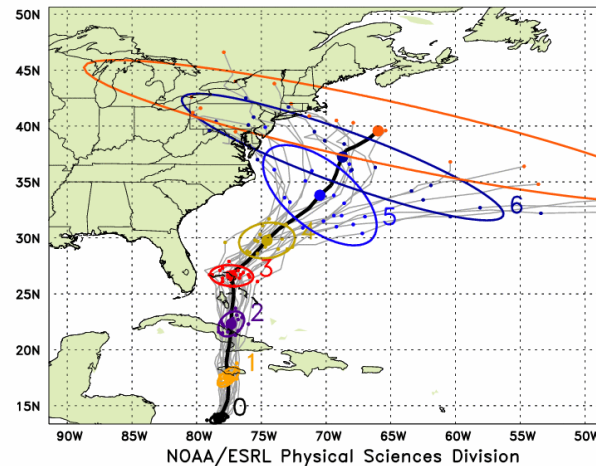 45N
40N
35N
30N
25N
20N
15N
6
5
4
3
2
1
0
90W 85W 80W 75W 70W 65W 60W 55W 50W
NOAA/ESRL Physical Sciences Division